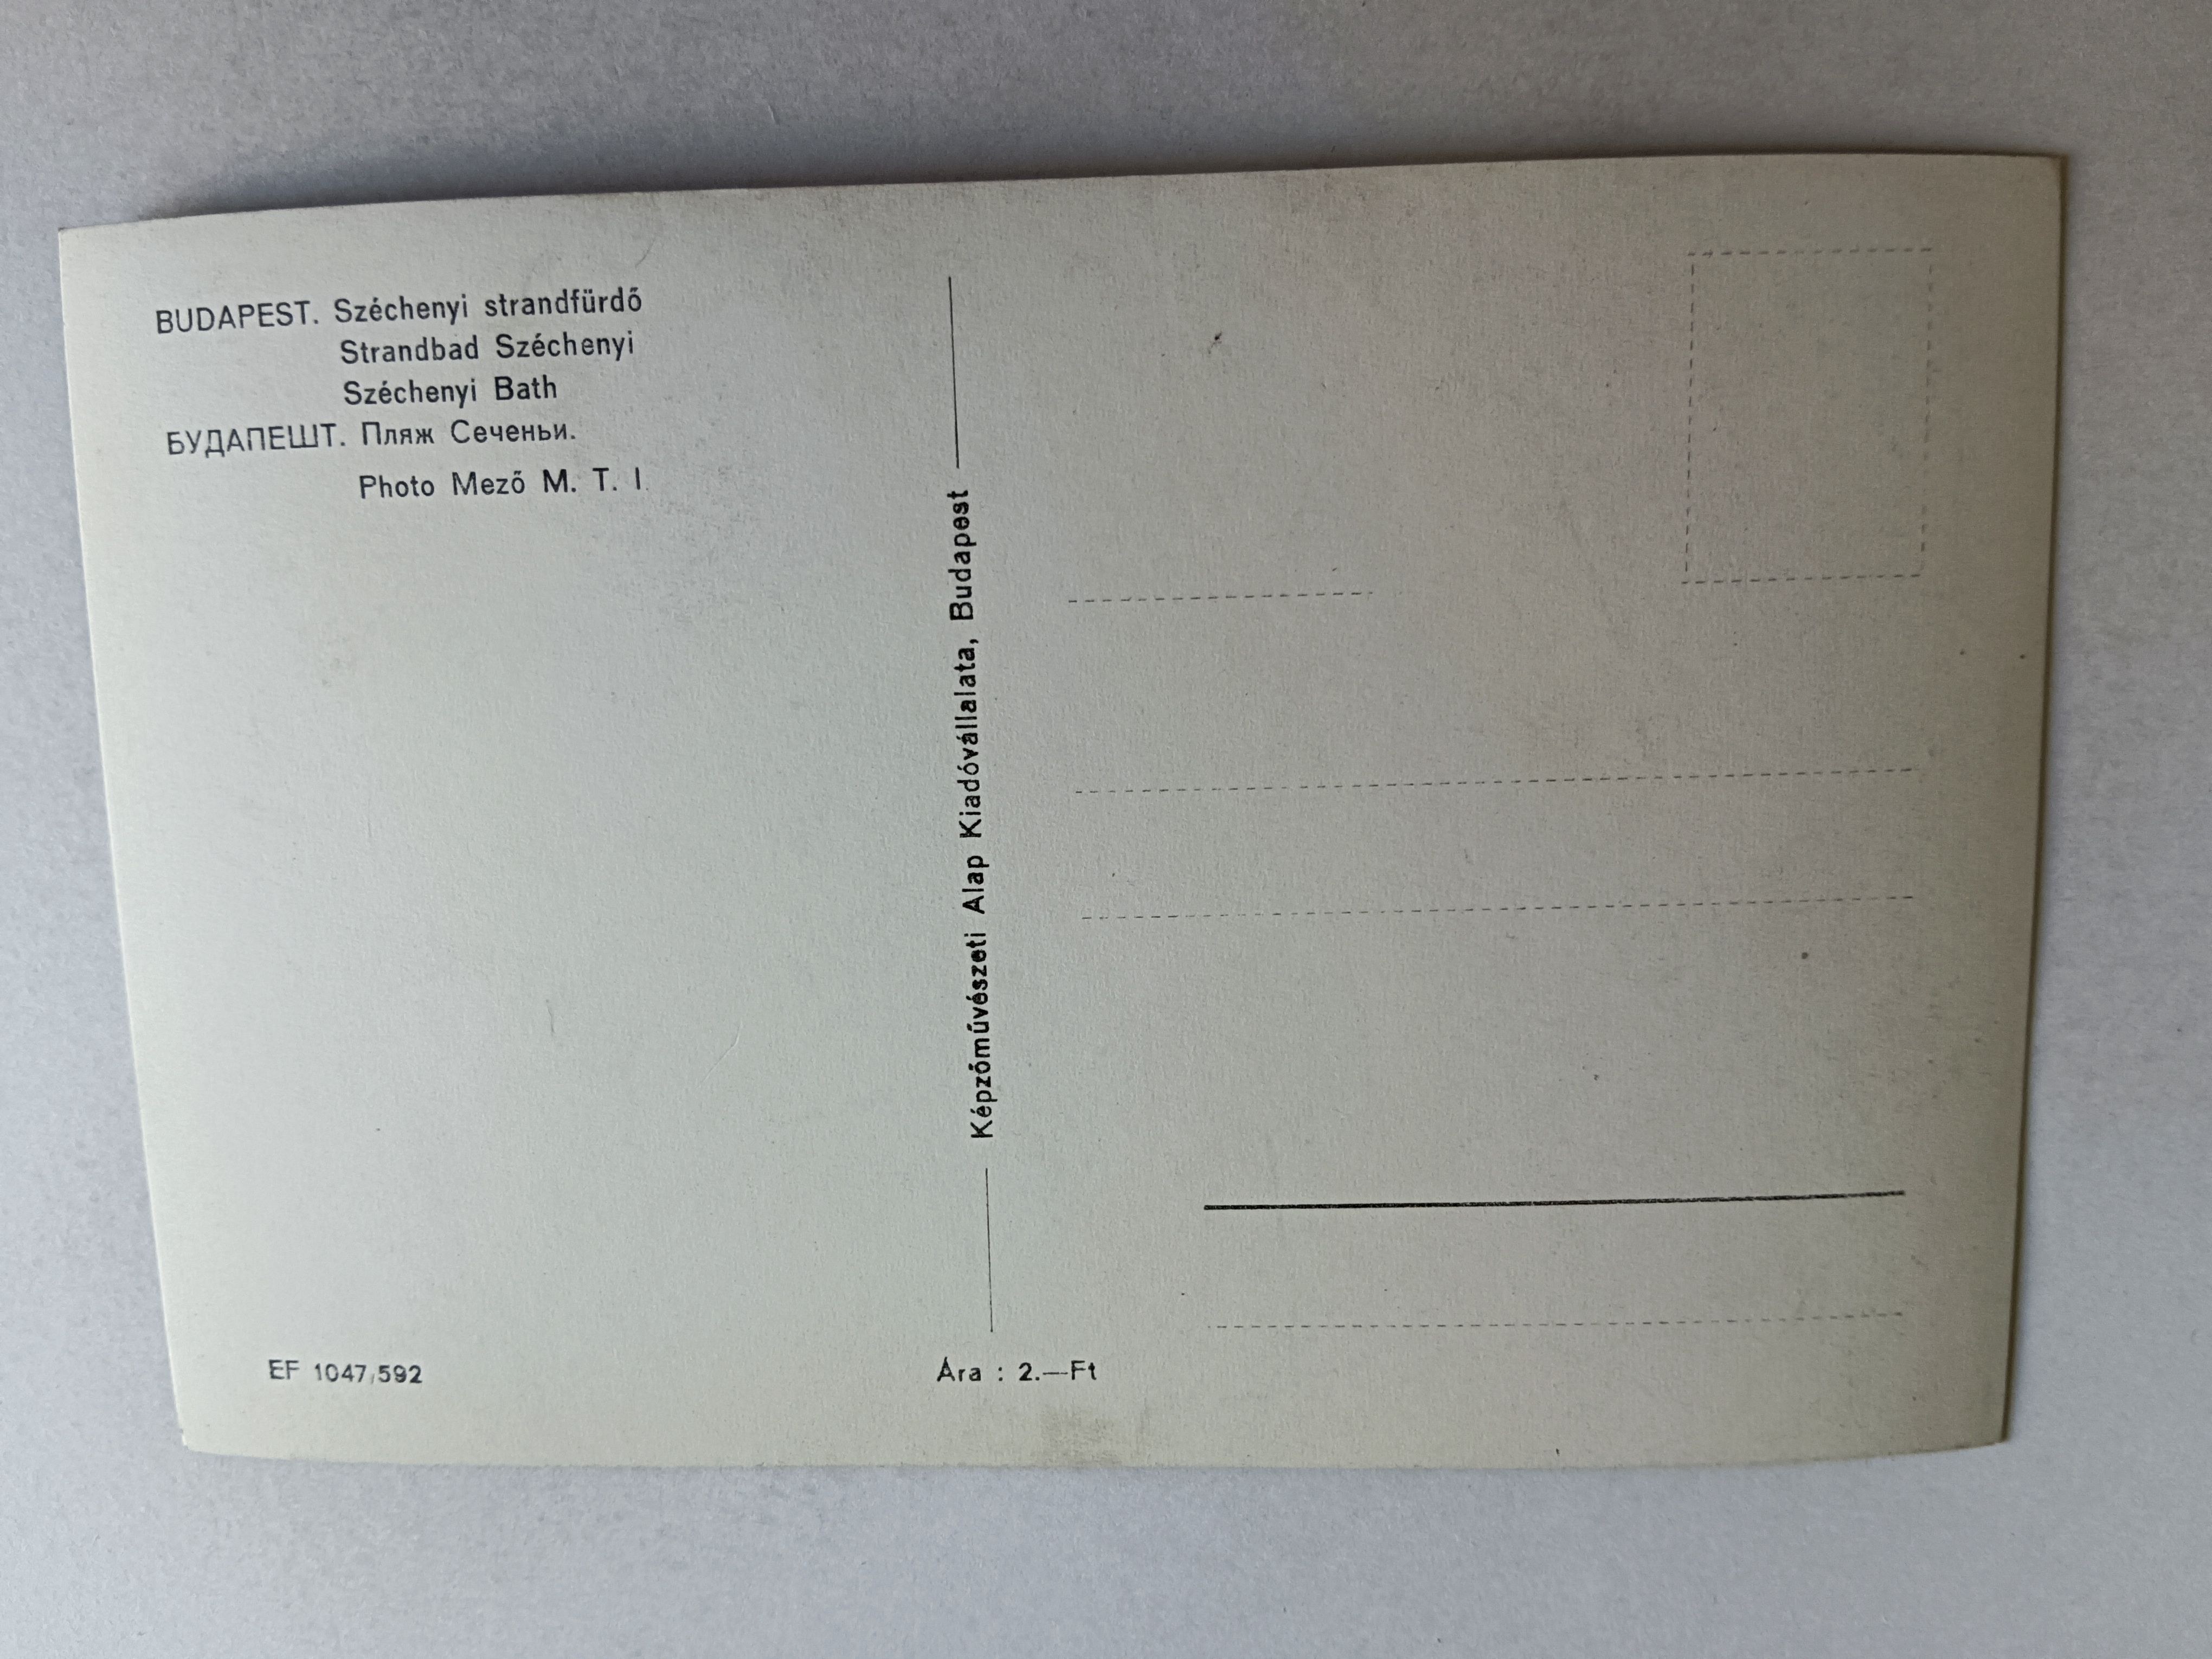 BUDAPEST. Széchenyi strandfürdő
Strandbad Széchenyi
Széchenyi Bath
БУДАПЕШТ. Пляж Сеченьи.
Photo Mező M. T. I.
Képzőművészeti Alap Kiadóvállalata, Budapest
EF 1047,592
Ára : 2.—Ft